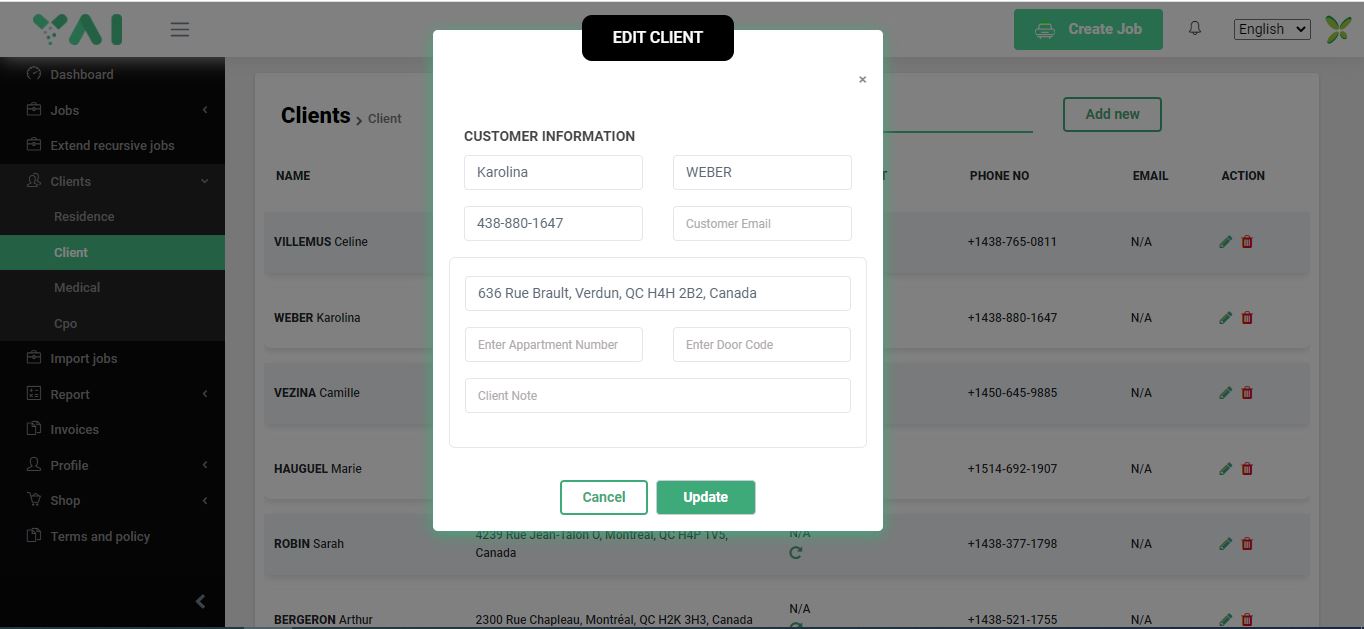 YAI
EDIT CLIENT
Create Job
English
×
Dashboard
Jobs
Extend recursive jobs
Clients
Residence
Client
Medical
Cpo
Import jobs
Report
Invoices
Profile
Shop
Terms and policy
Clients > Client
Add new
CUSTOMER INFORMATION
Karolina
WEBER
438-880-1647
Customer Email
636 Rue Brault, Verdun, QC H4H 2B2, Canada
Enter Appartment Number
Enter Door Code
Client Note
Cancel
Update
NAME PHONE NO EMAIL ACTION
VILLEMUS Celine +1438-765-0811 N/A
WEBER Karolina +1438-880-1647 N/A
VEZINA Camille +1450-645-9885 N/A
HAUGUEL Marie +1514-692-1907 N/A
4239 Rue Jean-Talon O, Montréal, QC H4P 1V5, N/A
ROBIN Sarah Canada +1438-377-1798 N/A
N/A
BERGERON Arthur 2300 Rue Chapleau, Montréal, QC H2K 3H3, Canada +1438-521-1755 N/A